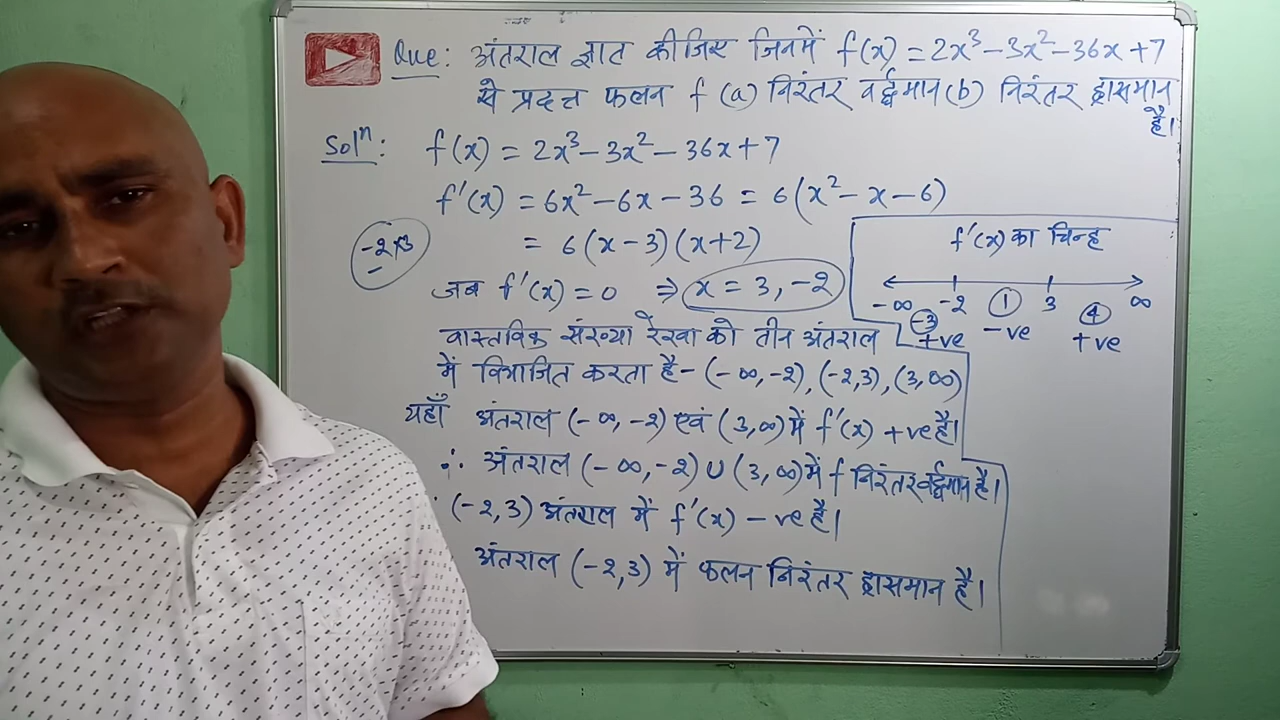 Que: अंतराल ज्ञात कीजिए जिनमें f(x) = 2x³-3x²-36x+7
से प्रदत्त फलन f (a) निरंतर वर्द्धमान (b) निरंतर ह्रासमान
है।
Solⁿ: f(x) = 2x³-3x²-36x+7
f'(x) = 6x²-6x-36 = 6(x²-x-6)
-2×3
-
= 6(x-3)(x+2)
जब f'(x)=0 ⇒ x = 3, -2
f'(x) का चिन्ह
-∞ -2 ① 3 ④ ∞
-3 +ve -ve +ve
वास्तविक संख्या रेखा को तीन अंतराल
में विभाजित करता है- (-∞,-2), (-2,3), (3,∞)
यहाँ अंतराल (-∞,-2) एवं (3,∞) में f'(x) +ve है।
∴ अंतराल (-∞,-2) ∪ (3,∞) में f निरंतर वर्द्धमान है।
(-2,3) अंतराल में f'(x) -ve है।
अंतराल (-2,3) में फलन निरंतर ह्रासमान है।